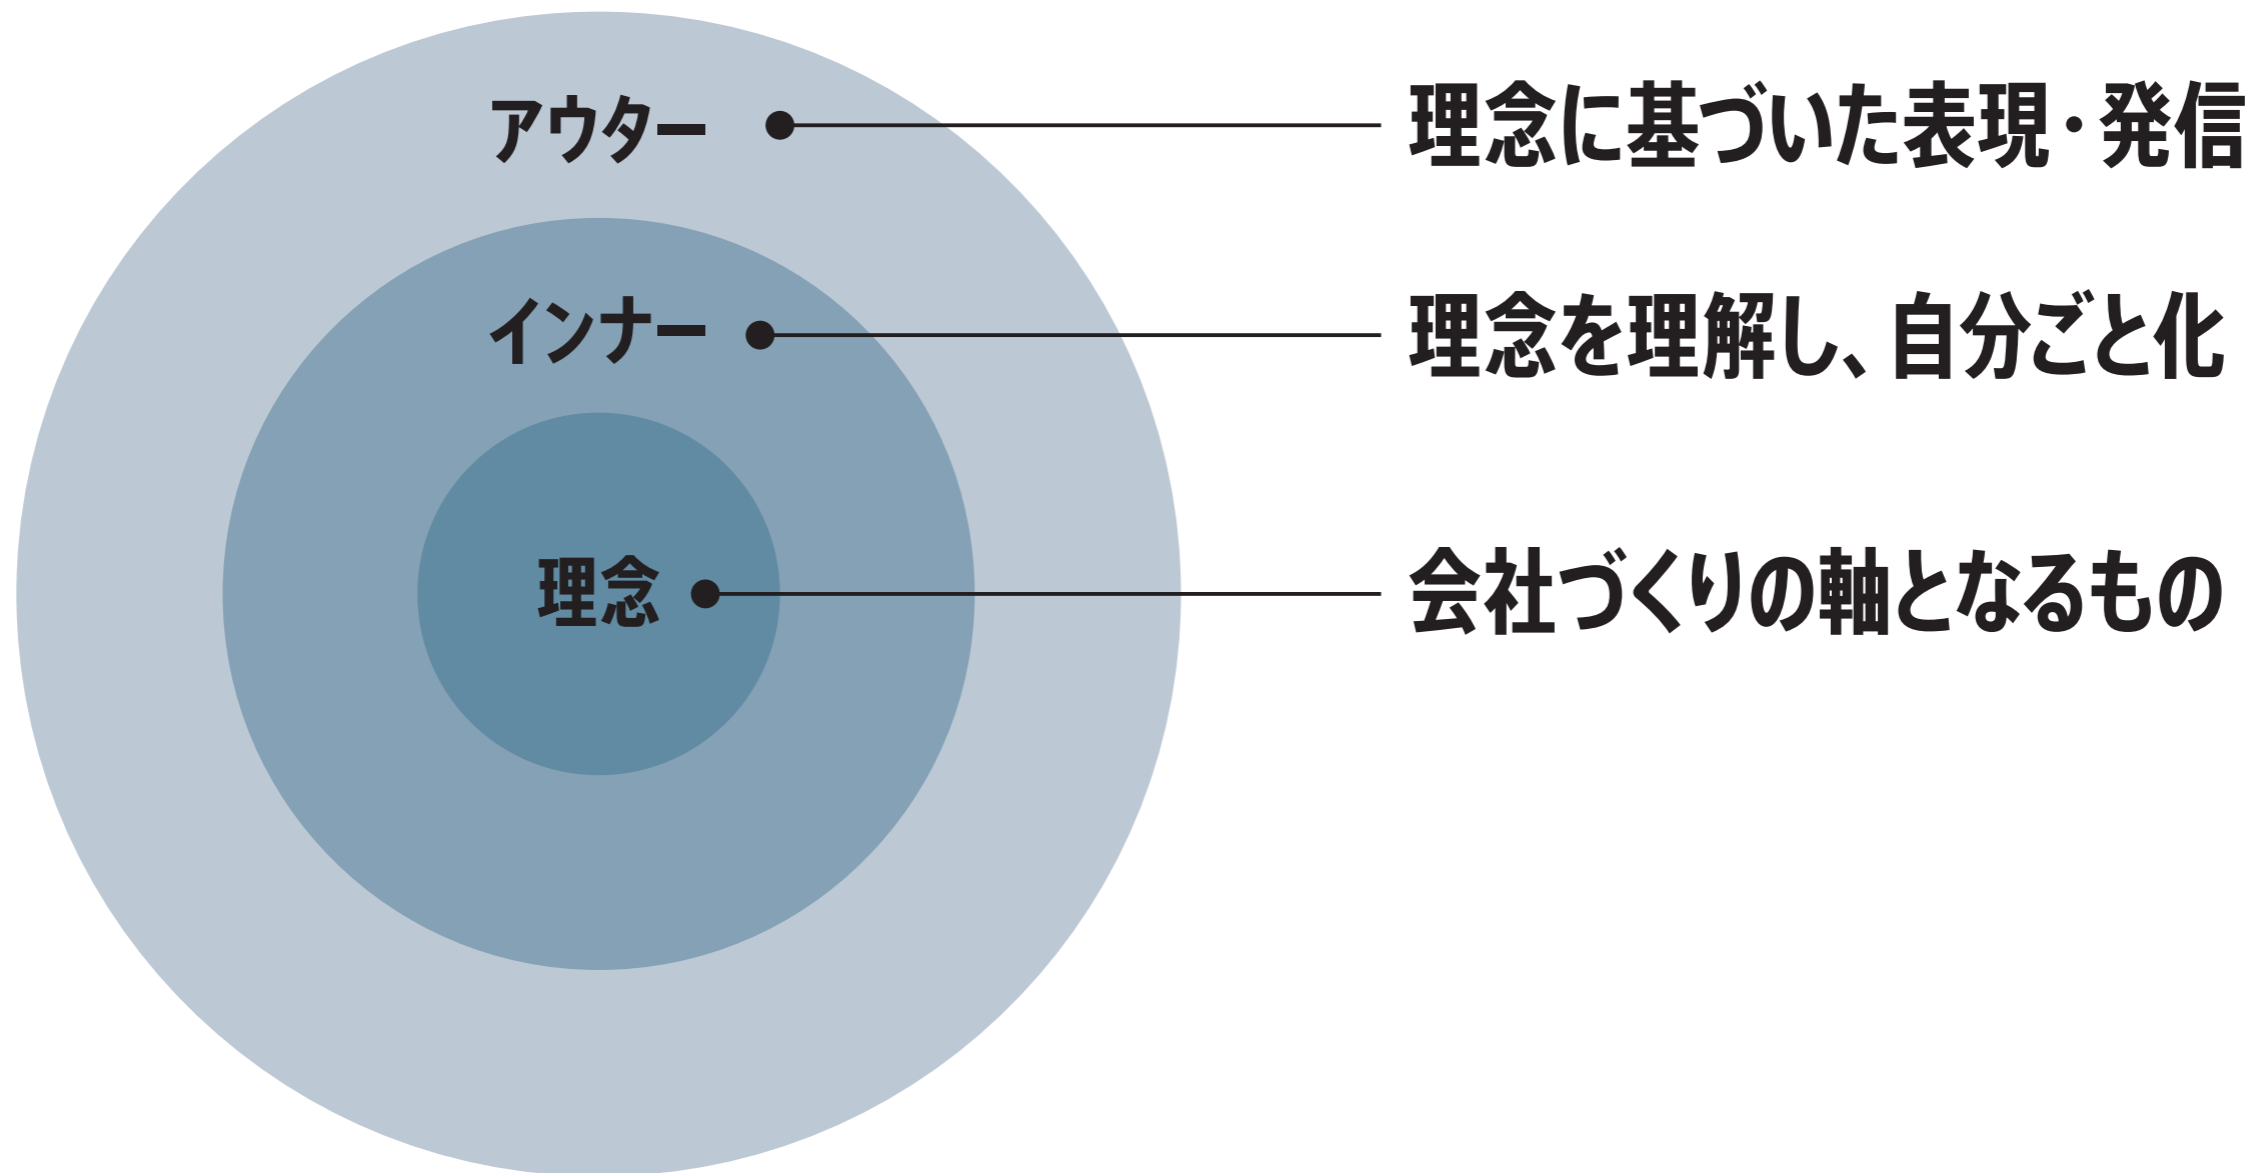 アウター
理念に基づいた表現・発信
インナー
理念を理解し、自分ごと化
理念
会社づくりの軸となるもの